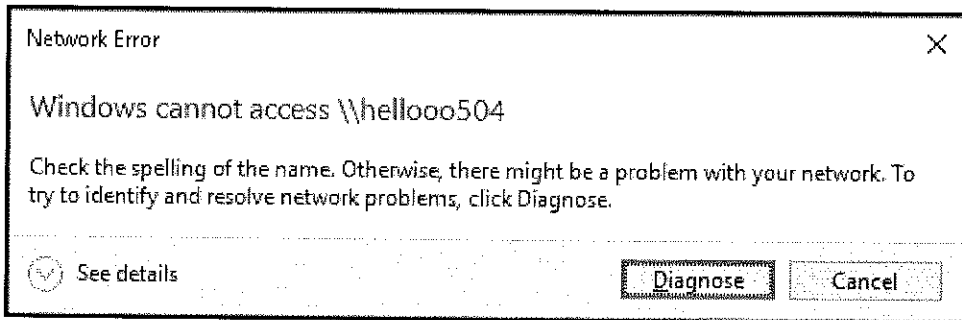 Network Error
Windows cannot access \\hellooo504
Check the spelling of the name. Otherwise, there might be a problem with your network. To
try to identify and resolve network problems, click Diagnose.
See details
Diagnose
Cancel